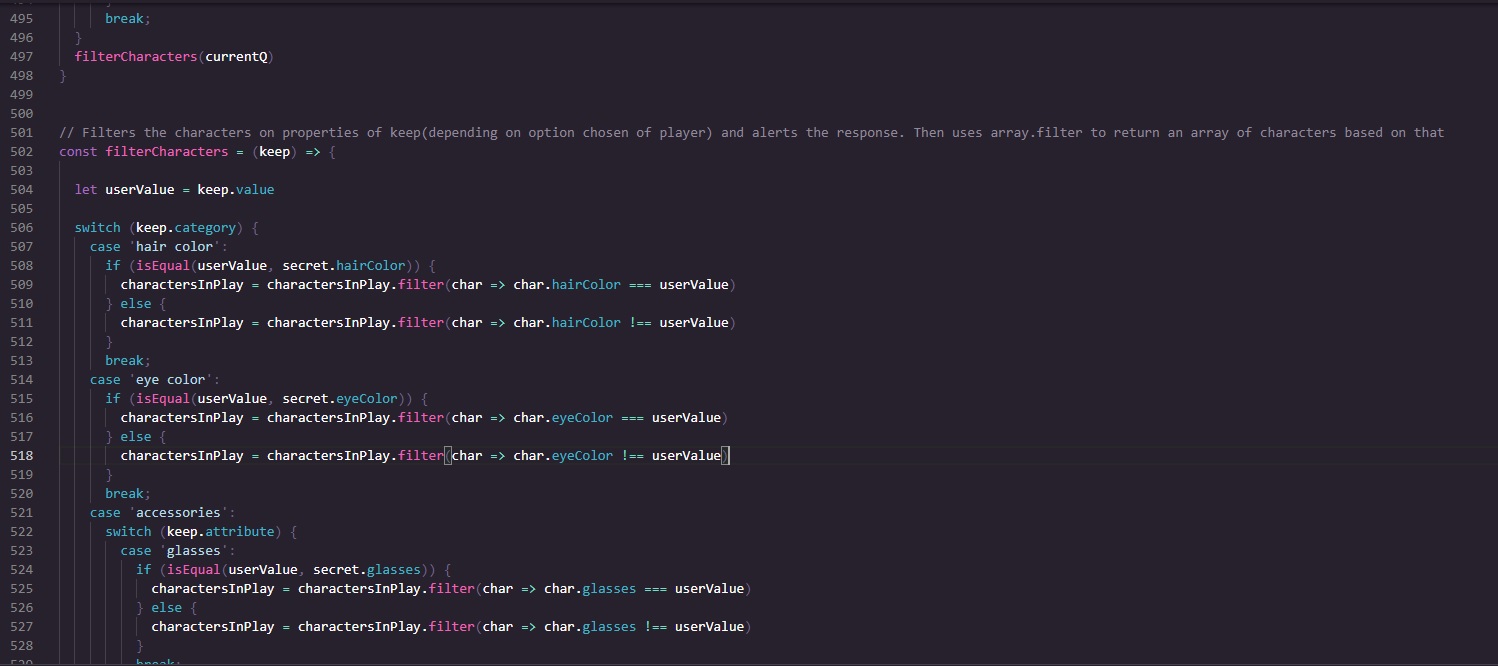 495 break;
496 }
497 filterCharacters(currentQ)
498 }
499
500
501 // Filters the characters on properties of keep(depending on option chosen of player) and alerts the response. Then uses array.filter to return an array of characters based on that
502 const filterCharacters = (keep) => {
503
504 let userValue = keep.value
505
506 switch (keep.category) {
507 case 'hair color':
508 if (isEqual(userValue, secret.hairColor)) {
509 charactersInPlay = charactersInPlay.filter(char => char.hairColor === userValue)
510 } else {
511 charactersInPlay = charactersInPlay.filter(char => char.hairColor !== userValue)
512 }
513 break;
514 case 'eye color':
515 if (isEqual(userValue, secret.eyeColor)) {
516 charactersInPlay = charactersInPlay.filter(char => char.eyeColor === userValue)
517 } else {
518 charactersInPlay = charactersInPlay.filter(char => char.eyeColor !== userValue)
519 }
520 break;
521 case 'accessories':
522 switch (keep.attribute) {
523 case 'glasses':
524 if (isEqual(userValue, secret.glasses)) {
525 charactersInPlay = charactersInPlay.filter(char => char.glasses === userValue)
526 } else {
527 charactersInPlay = charactersInPlay.filter(char => char.glasses !== userValue)
528 }
529 break;